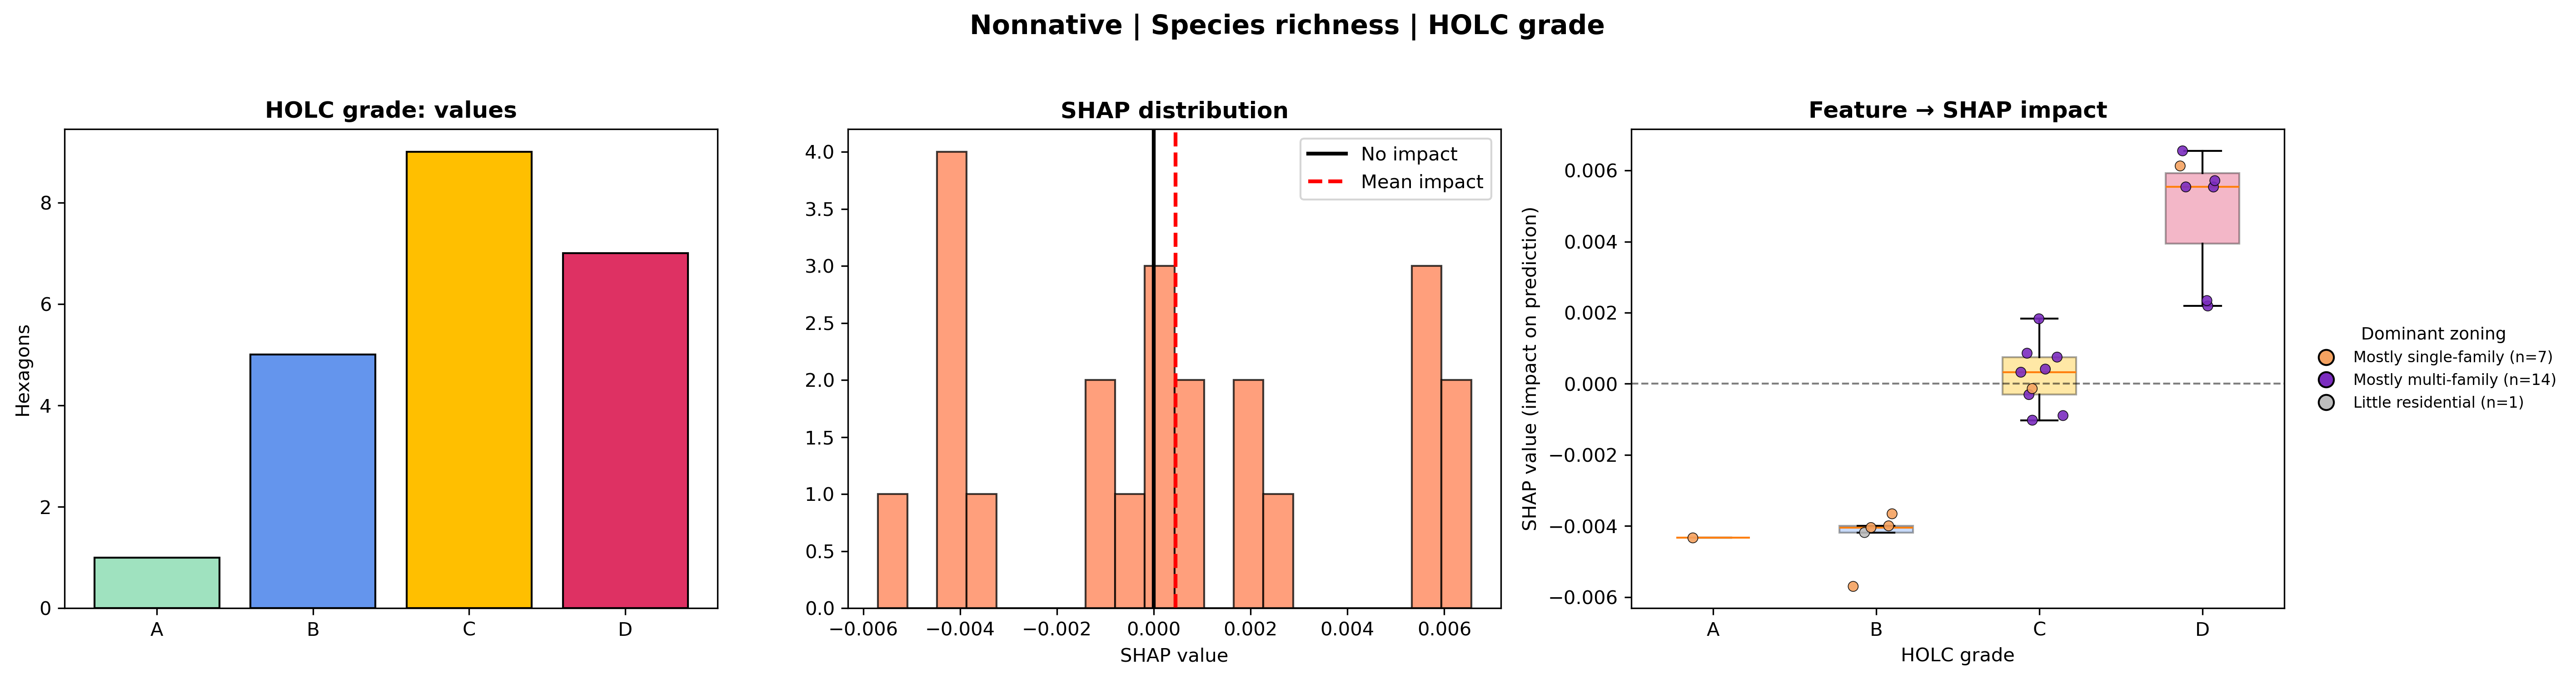 Nonnative | Species richness | HOLC grade
HOLC grade: values
Hexagons
8
6
4
2
0
A B C D
SHAP distribution
4.0
3.5
3.0
2.5
2.0
1.5
1.0
0.5
0.0
−0.006 −0.004 −0.002 0.000 0.002 0.004 0.006
SHAP value
No impact
Mean impact
Feature → SHAP impact
SHAP value (impact on prediction)
0.006
0.004
0.002
0.000
−0.002
−0.004
−0.006
A B C D
HOLC grade
Dominant zoning
Mostly single-family (n=7)
Mostly multi-family (n=14)
Little residential (n=1)